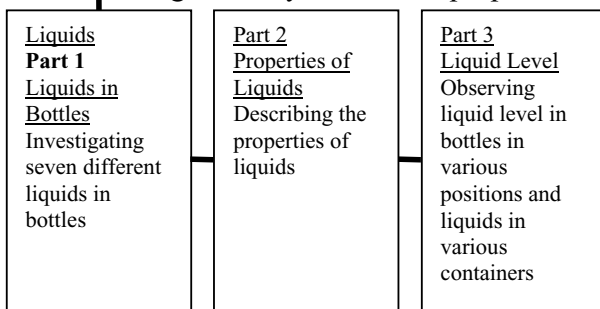 Liquids
Part 1
Liquids in
Bottles
Investigating
seven different
liquids in
bottles
Part 2
Properties of
Liquids
Describing the
properties of
liquids
Part 3
Liquid Level
Observing
liquid level in
bottles in
various
positions and
liquids in
various
containers